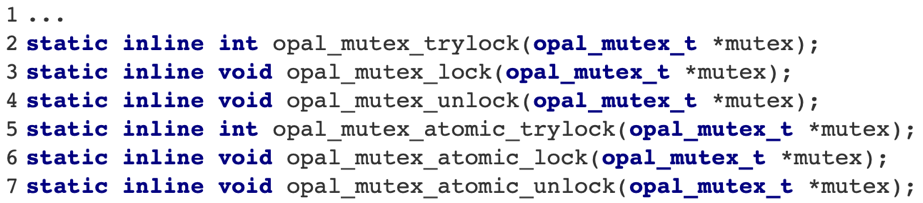 1 ...
2 static inline int opal_mutex_trylock(opal_mutex_t *mutex);
3 static inline void opal_mutex_lock(opal_mutex_t *mutex);
4 static inline void opal_mutex_unlock(opal_mutex_t *mutex);
5 static inline int opal_mutex_atomic_trylock(opal_mutex_t *mutex);
6 static inline void opal_mutex_atomic_lock(opal_mutex_t *mutex);
7 static inline void opal_mutex_atomic_unlock(opal_mutex_t *mutex);